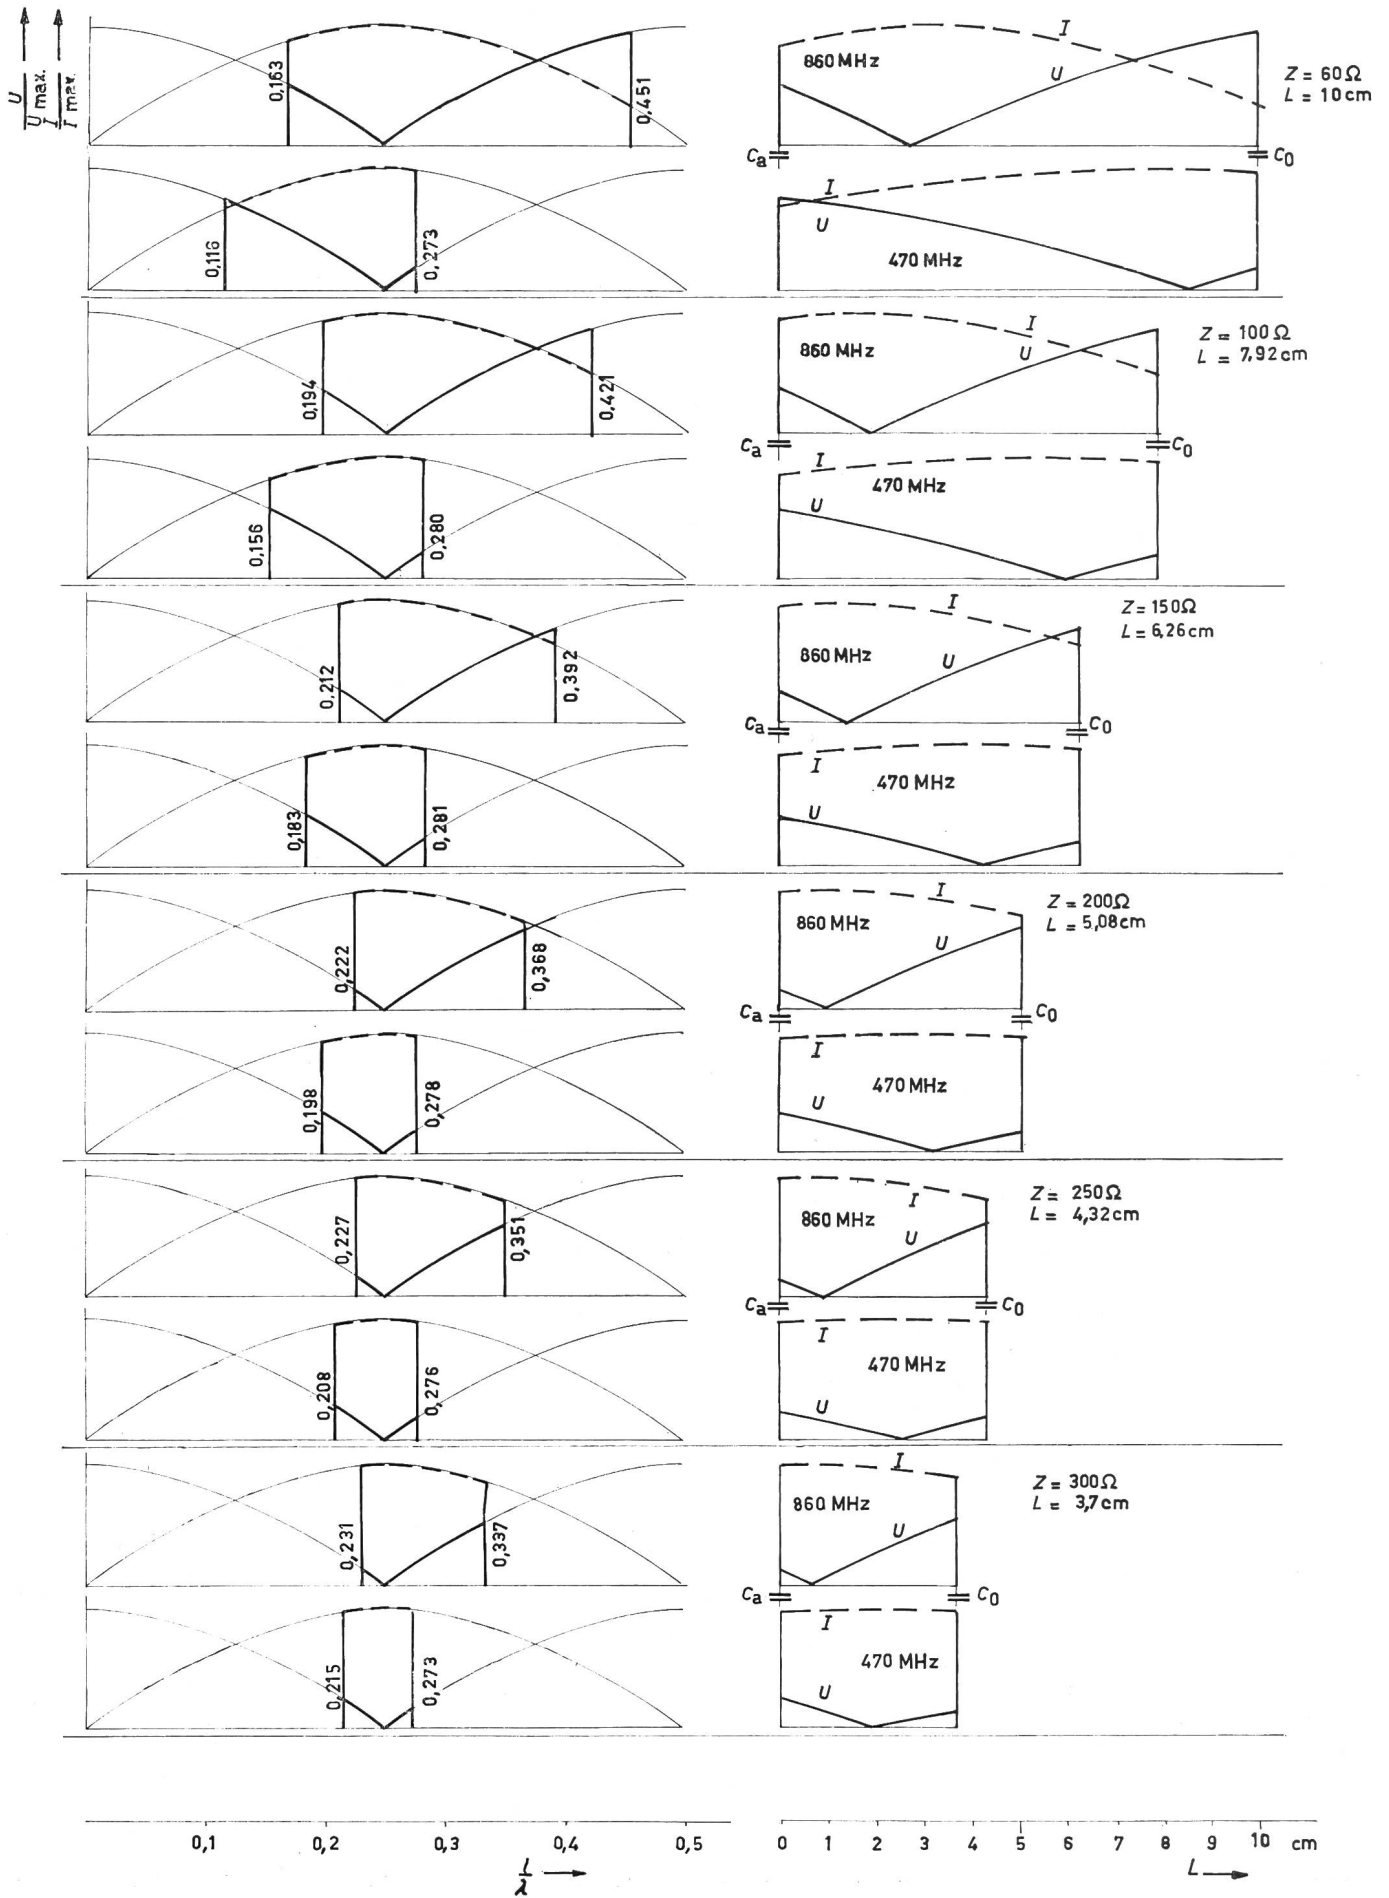 U
U max.
I
I max.
0,163
0,451
860 MHz
I
U
Z = 60Ω
L = 10 cm
Ca
C0
0,116
0,273
I
U
470 MHz
0,194
0,421
860 MHz
I
U
Z = 100Ω
L = 7,92 cm
Ca
C0
0,156
0,280
I
470 MHz
U
0,212
0,392
860 MHz
I
U
Z = 150Ω
L = 6,26 cm
Ca
C0
0,183
0,281
I
470 MHz
U
0,222
0,368
860 MHz
I
U
Z = 200Ω
L = 5,08 cm
Ca
C0
0,198
0,278
I
470 MHz
U
0,227
0,351
860 MHz
I
U
Z = 250Ω
L = 4,32 cm
Ca
C0
0,208
0,276
I
470 MHz
U
0,231
0,337
860 MHz
I
U
Z = 300Ω
L = 3,7 cm
Ca
C0
0,215
0,273
I
470 MHz
U
0,1 0,2 0,3 0,4 0,5
l
λ
0 1 2 3 4 5 6 7 8 9 10 cm
L